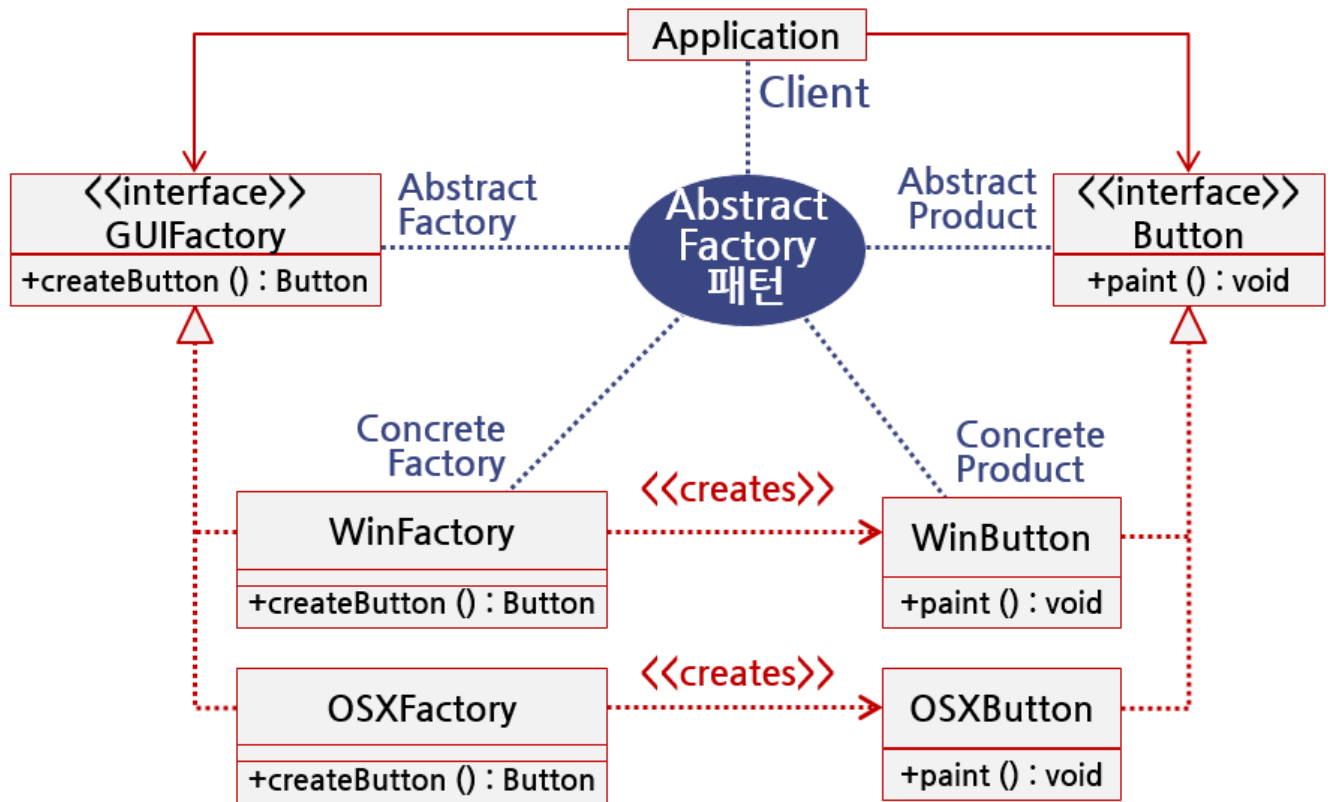 Application
Client
<<interface>>
GUIFactory
+createButton () : Button
Abstract
Factory
Abstract
Factory
패턴
Abstract
Product
<<interface>>
Button
+paint () : void
Concrete
Factory
Concrete
Product
WinFactory
+createButton () : Button
<<creates>>
WinButton
+paint () : void
OSXFactory
+createButton () : Button
<<creates>>
OSXButton
+paint () : void